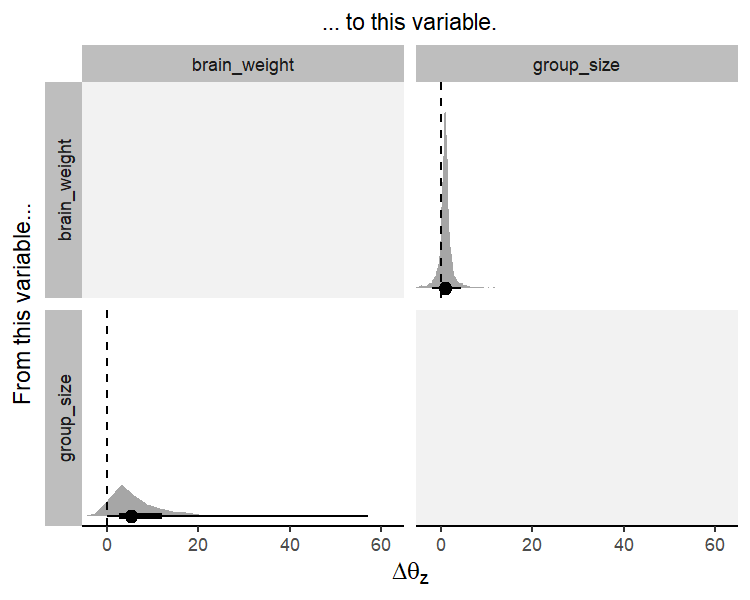 ... to this variable.
brain_weight
group_size
From this variable...
brain_weight
group_size
0 20 40 60
0 20 40 60
Δθz